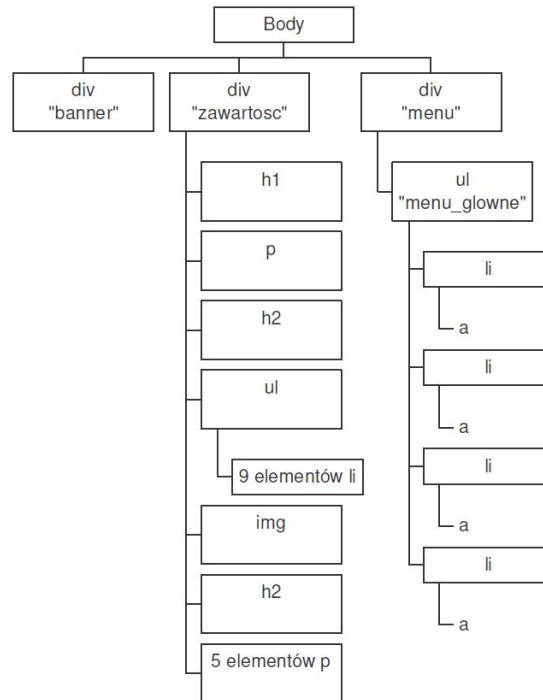 Body
div
"banner"
div
"zawartosc"
div
"menu"
h1
p
h2
ul
9 elementów li
img
h2
5 elementów p
ul
"menu_glowne"
li
a
li
a
li
a
li
a